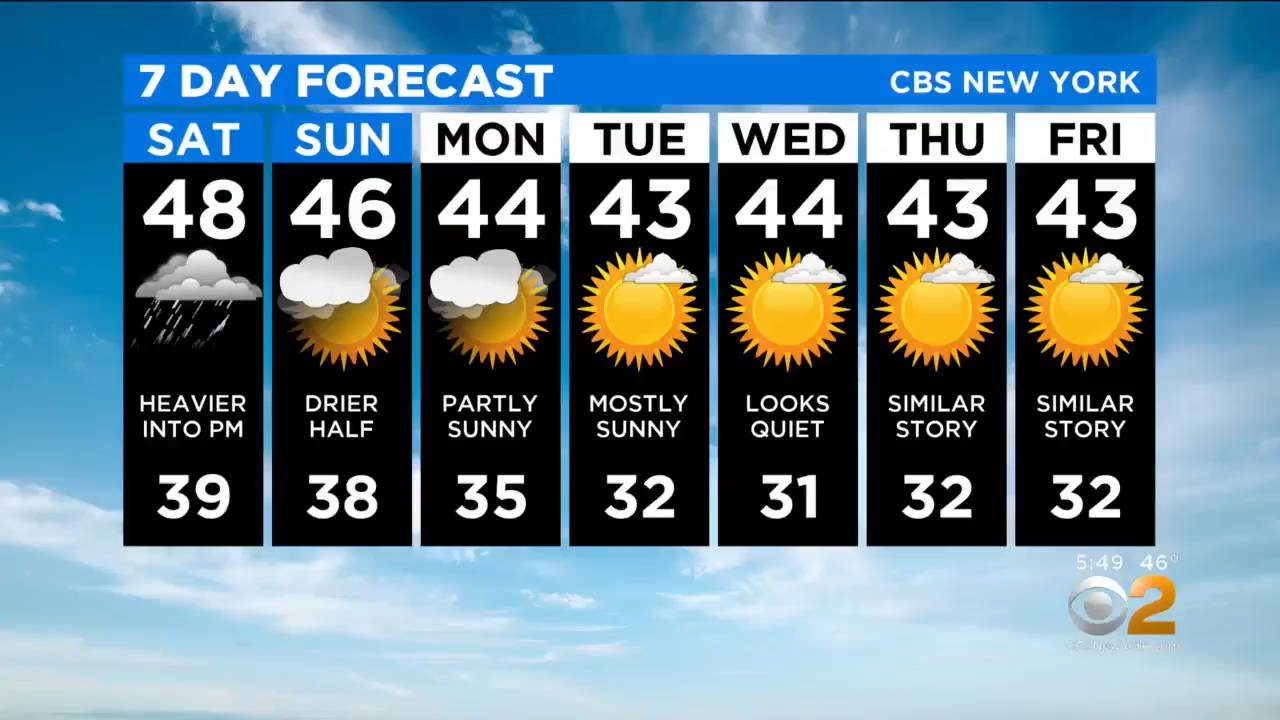 7 DAY FORECAST
CBS NEW YORK
SAT
48
HEAVIER
INTO PM
39
SUN
46
DRIER
HALF
38
MON
44
PARTLY
SUNNY
35
TUE
43
MOSTLY
SUNNY
32
WED
44
LOOKS
QUIET
31
THU
43
SIMILAR
STORY
32
FRI
43
SIMILAR
STORY
32
5:49 46°
2
CBSNewYork.com